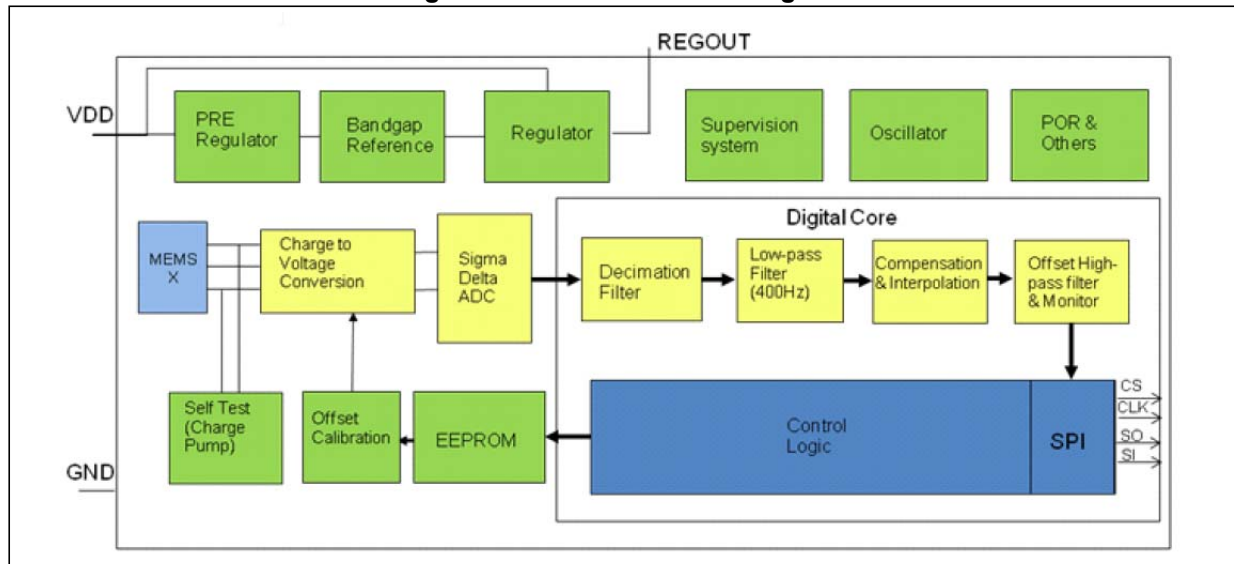 REGOUT
VDD
PRE
Regulator
Bandgap
Reference
Regulator
Supervision
system
Oscillator
POR &
Others
Digital Core
MEMS
X
Charge to
Voltage
Conversion
Sigma
Delta
ADC
Decimation
Filter
Low-pass
Filter
(400Hz)
Compensation
& Interpolation
Offset High-
pass filter
& Monitor
Self Test
(Charge
Pump)
Offset
Calibration
EEPROM
Control
Logic
SPI
CS
CLK
SO
SI
GND